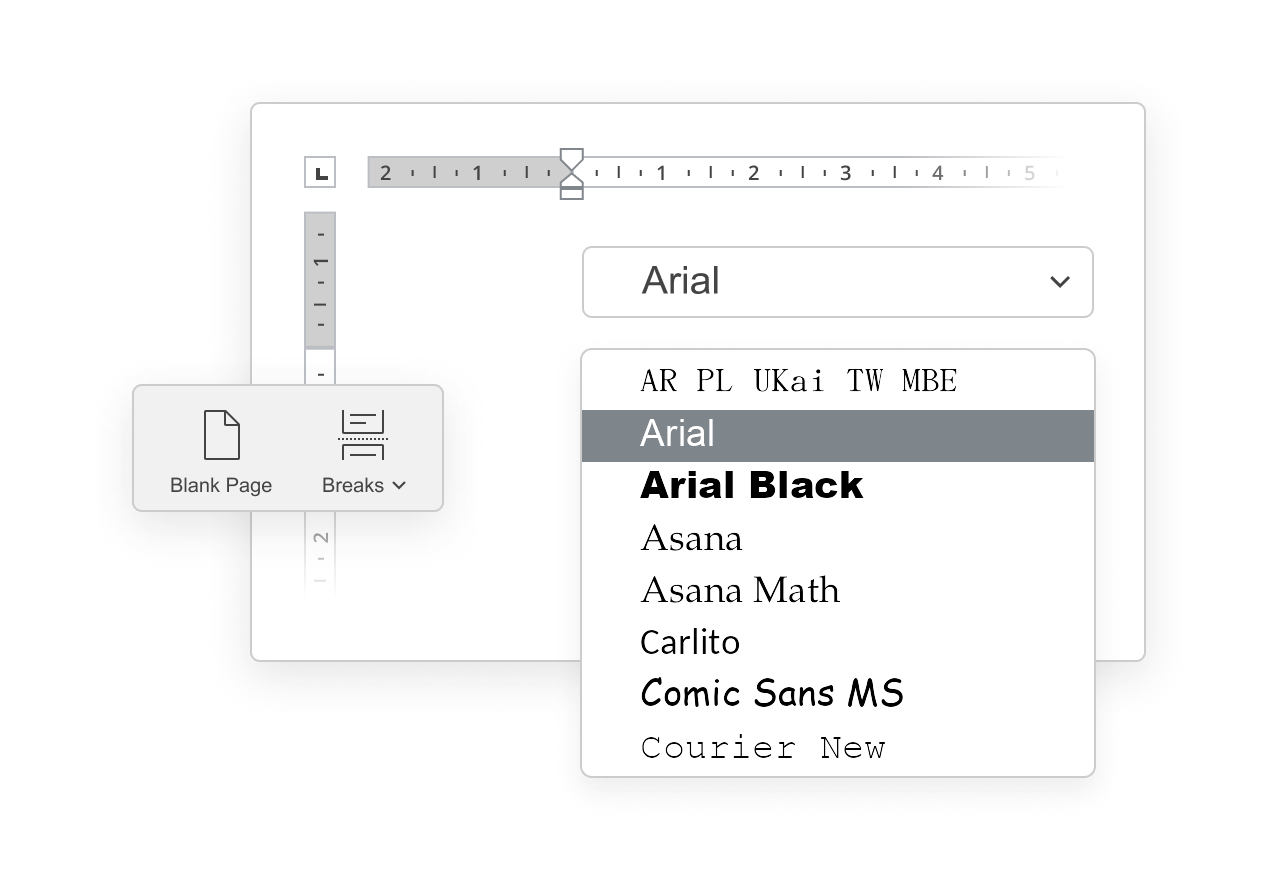 L
2 1 1 2 3 4 5
1
Arial
AR PL UKai TW MBE
Arial
Arial Black
Blank Page
Breaks
Asana
2
Asana Math
Carlito
Comic Sans MS
Courier New